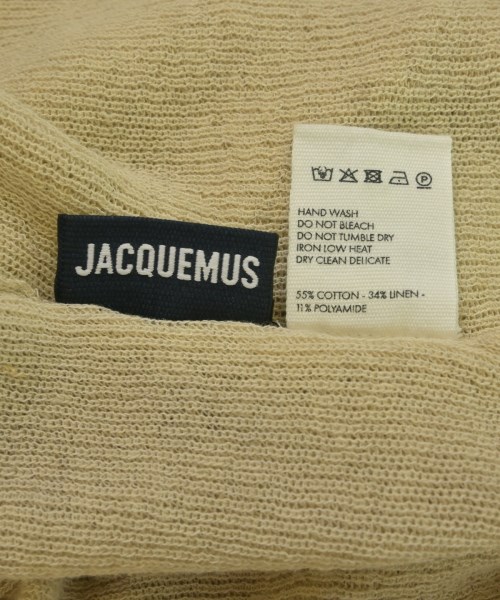 JACQUEMUS
P
HAND WASH
DO NOT BLEACH
DO NOT TUMBLE DRY
IRON LOW HEAT
DRY CLEAN DELICATE
55% COTTON - 34% LINEN -
11% POLYAMIDE